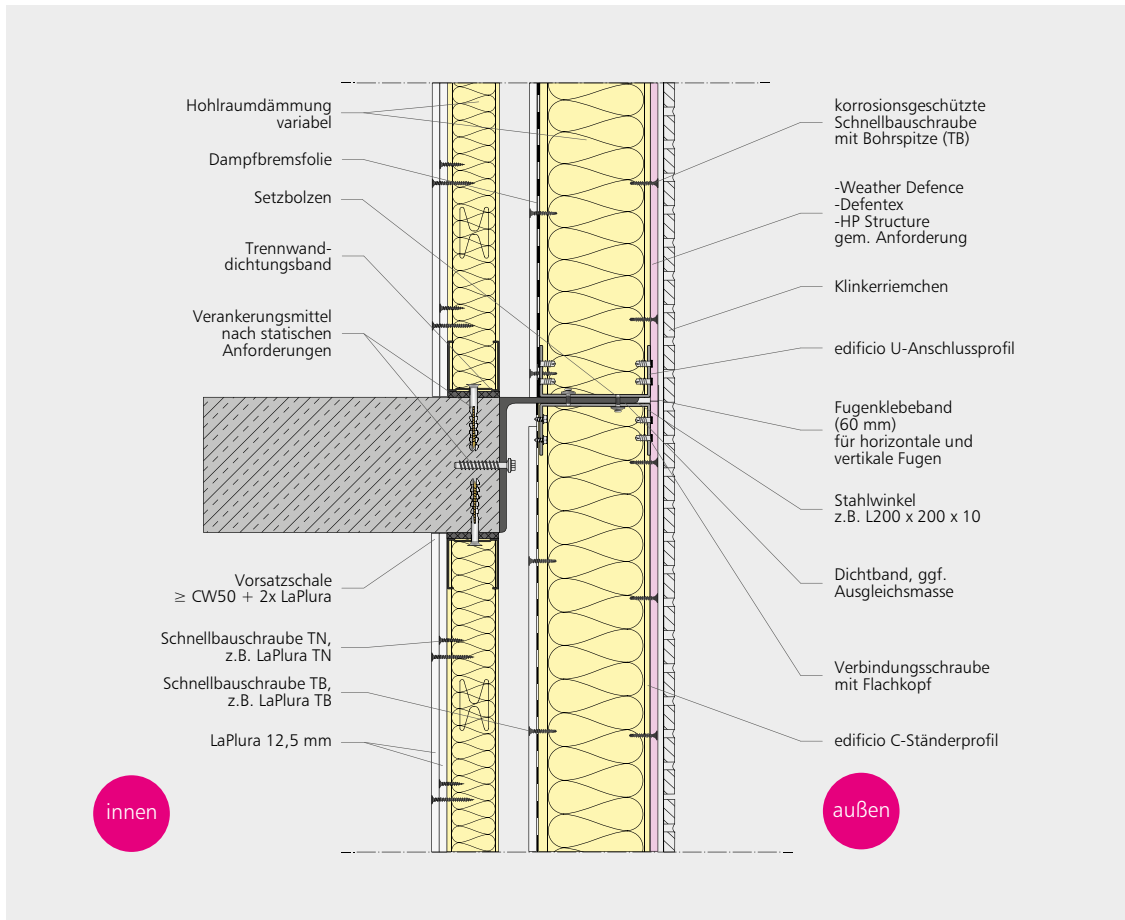 Hohlraumdämmung
variabel
Dampfbremsfolie
Setzbolzen
Trennwand-
dichtungsband
Verankerungsmittel
nach statischen
Anforderungen
Vorsatzschale
≥ CW50 + 2x LaPlura
Schnellbauschraube TN,
z.B. LaPlura TN
Schnellbauschraube TB,
z.B. LaPlura TB
LaPlura 12,5 mm
innen
korrosionsgeschützte
Schnellbauschraube
mit Bohrspitze (TB)
-Weather Defence
-Defentex
-HP Structure
gem. Anforderung
Klinkerriemchen
edificio U-Anschlussprofil
Fugenklebeband
(60 mm)
für horizontale und
vertikale Fugen
Stahlwinkel
z.B. L200 x 200 x 10
Dichtband, ggf.
Ausgleichsmasse
Verbindungsschraube
mit Flachkopf
edificio C-Ständerprofil
außen